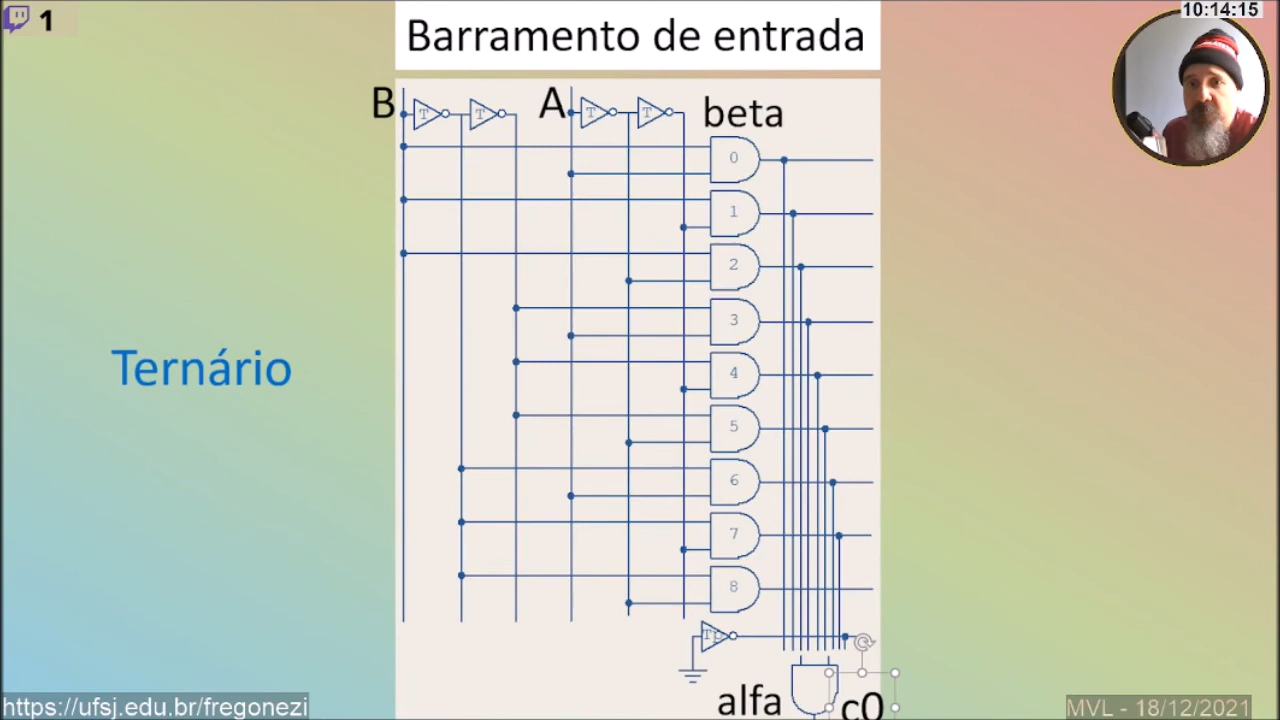 1
10:14:15
Barramento de entrada
B
T
T
A
T
T
beta
0
1
2
3
4
5
6
7
8
Ternário
Tp
alfa
c0
https://ufsj.edu.br/fregonezi
MVL - 18/12/2021